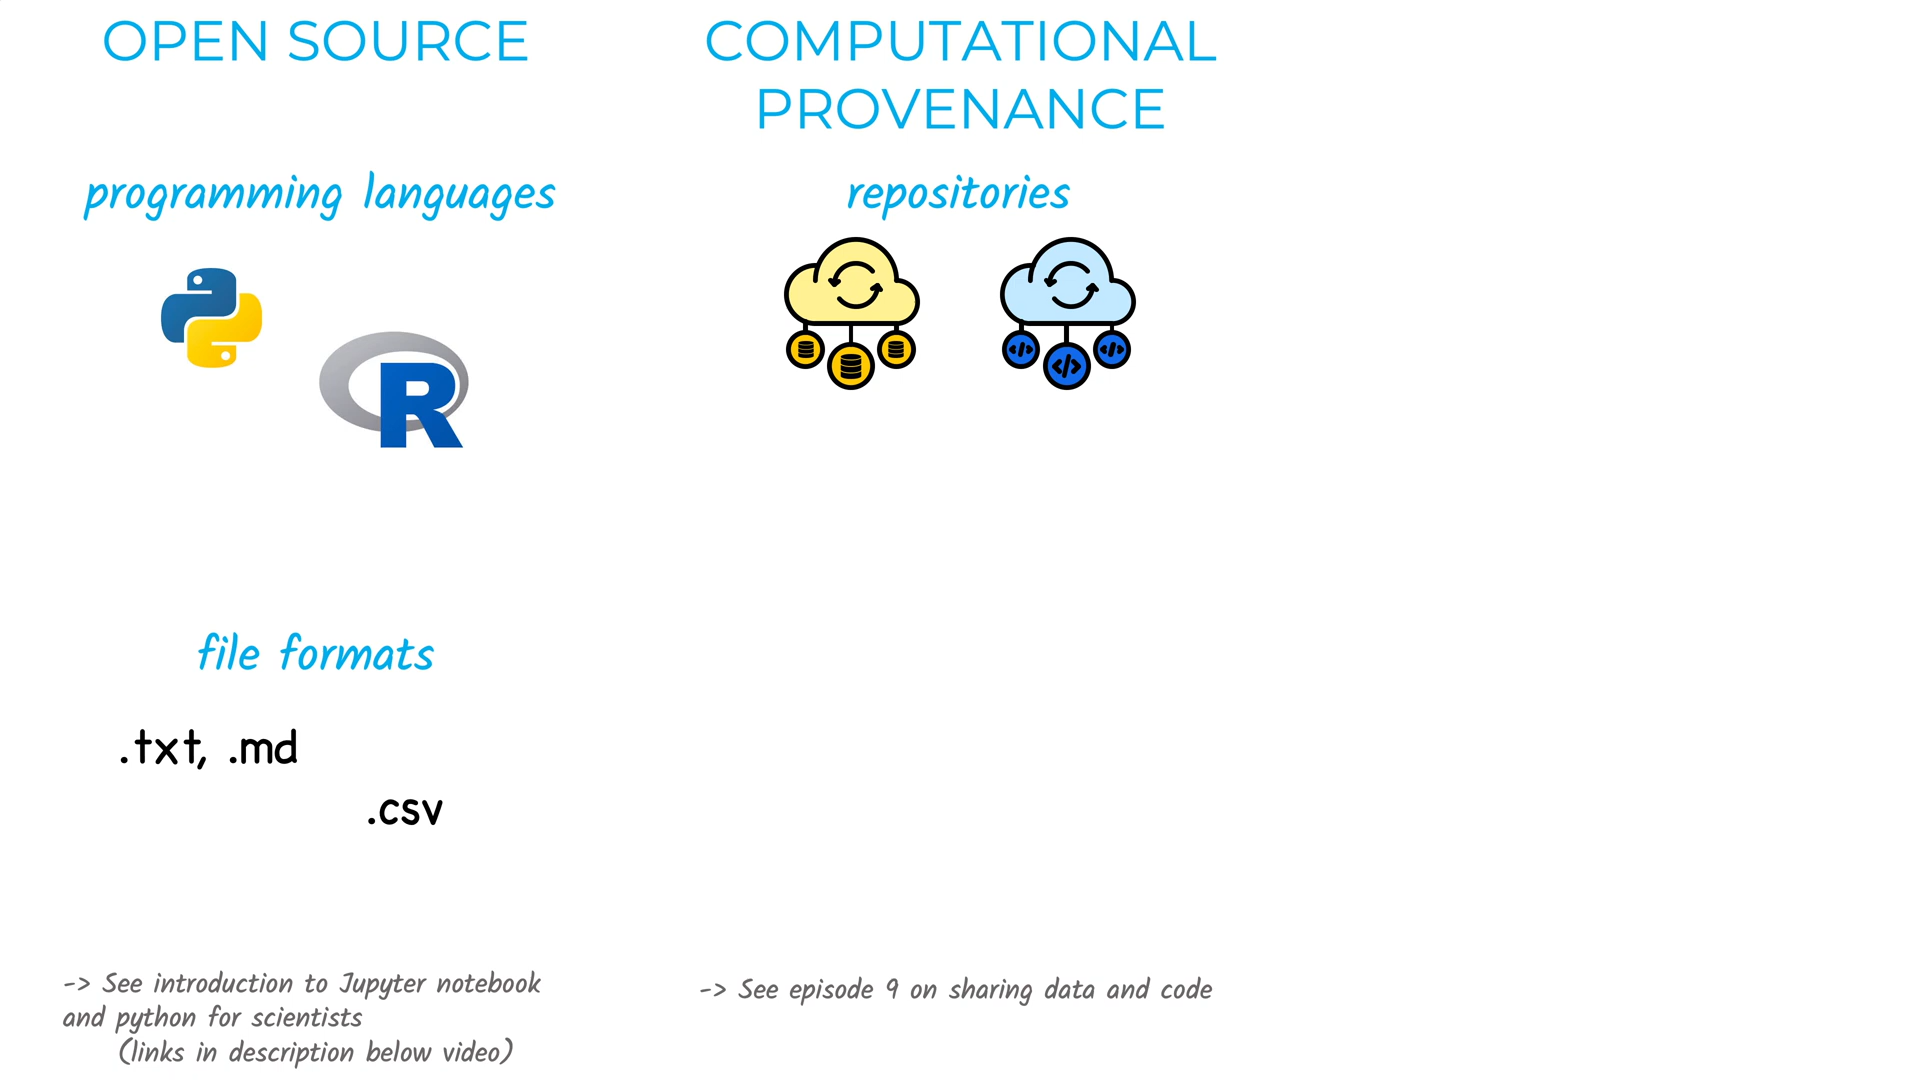 OPEN SOURCE
programming languages
R
file formats
.txt, .md
.csv
-> See introduction to Jupyter notebook
and python for scientists
(links in description below video)
COMPUTATIONAL
PROVENANCE
repositories
</> </> </>
-> See episode 9 on sharing data and code